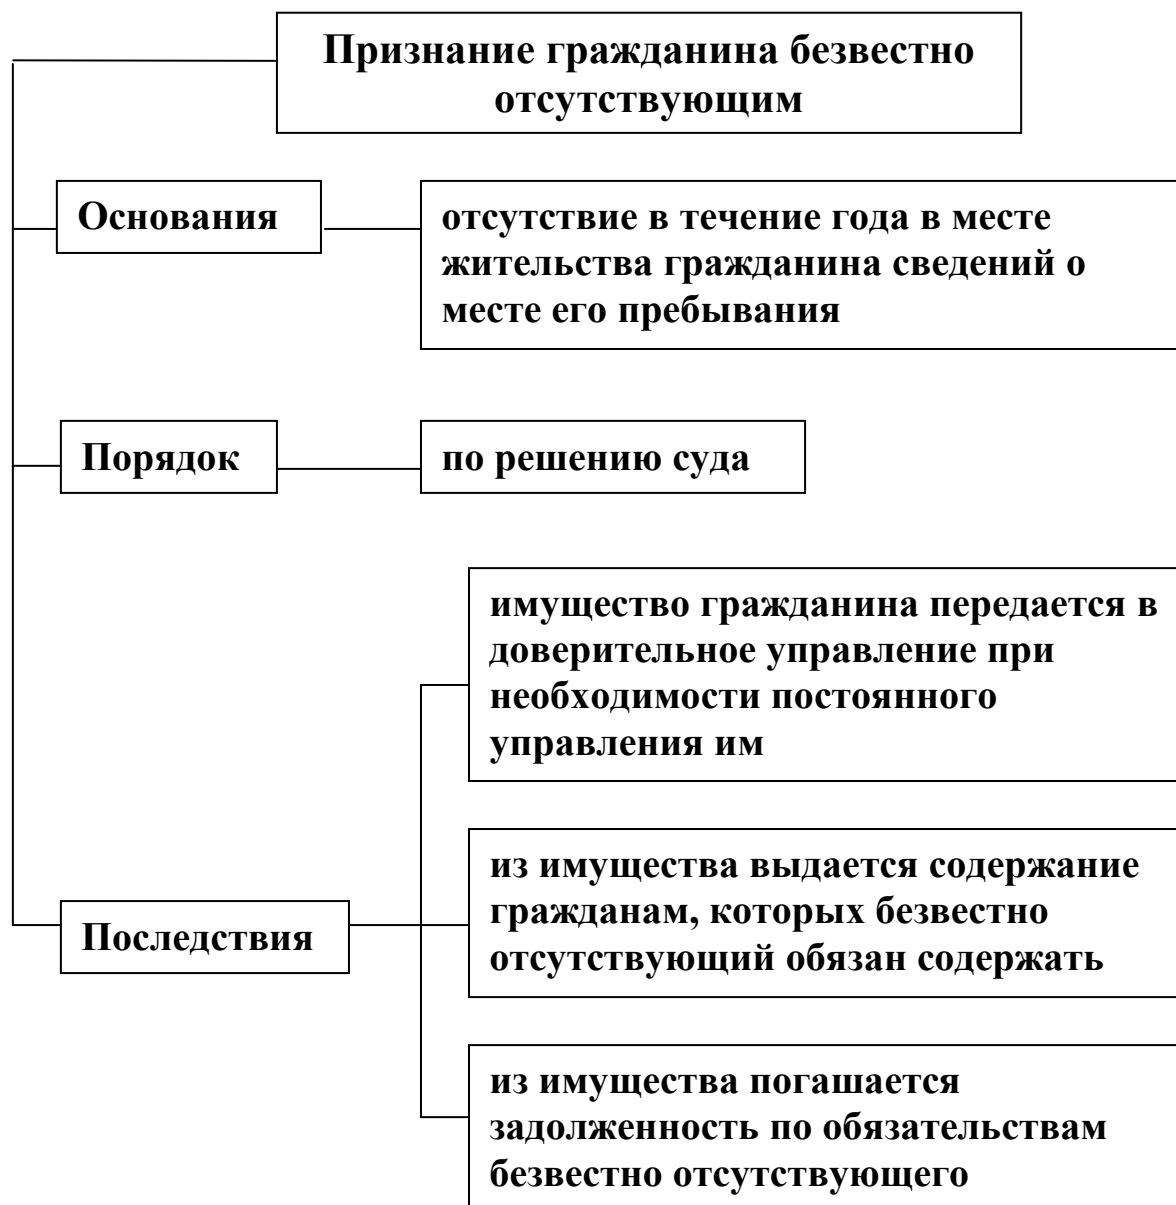 Признание гражданина безвестно
отсутствующим
Основания
отсутствие в течение года в месте
жительства гражданина сведений о
месте его пребывания
Порядок
по решению суда
Последствия
имущество гражданина передается в
доверительное управление при
необходимости постоянного
управления им
из имущества выдается содержание
гражданам, которых безвестно
отсутствующий обязан содержать
из имущества погашается
задолженность по обязательствам
безвестно отсутствующего